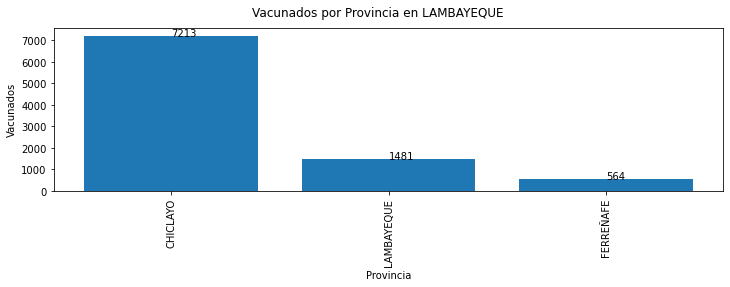 Vacunados por Provincia en LAMBAYEQUE
7000
6000
5000
4000
3000
2000
1000
0
Vacunados
7213
1481
564
CHICLAYO
LAMBAYEQUE
FERREÑAFE
Provincia